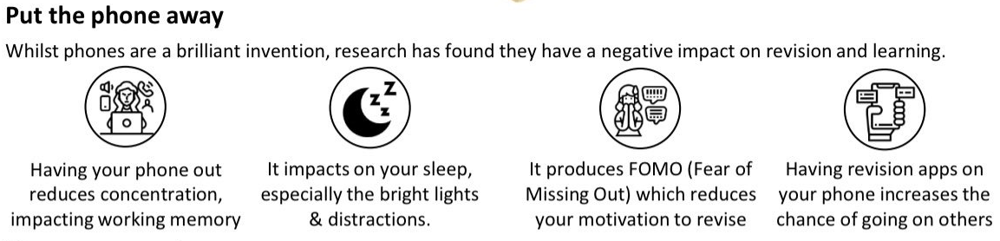 Put the phone away
Whilst phones are a brilliant invention, research has found they have a negative impact on revision and learning.
Having your phone out
reduces concentration,
impacting working memory
It impacts on your sleep,
especially the bright lights
& distractions.
It produces FOMO (Fear of
Missing Out) which reduces
your motivation to revise
Having revision apps on
your phone increases the
chance of going on others